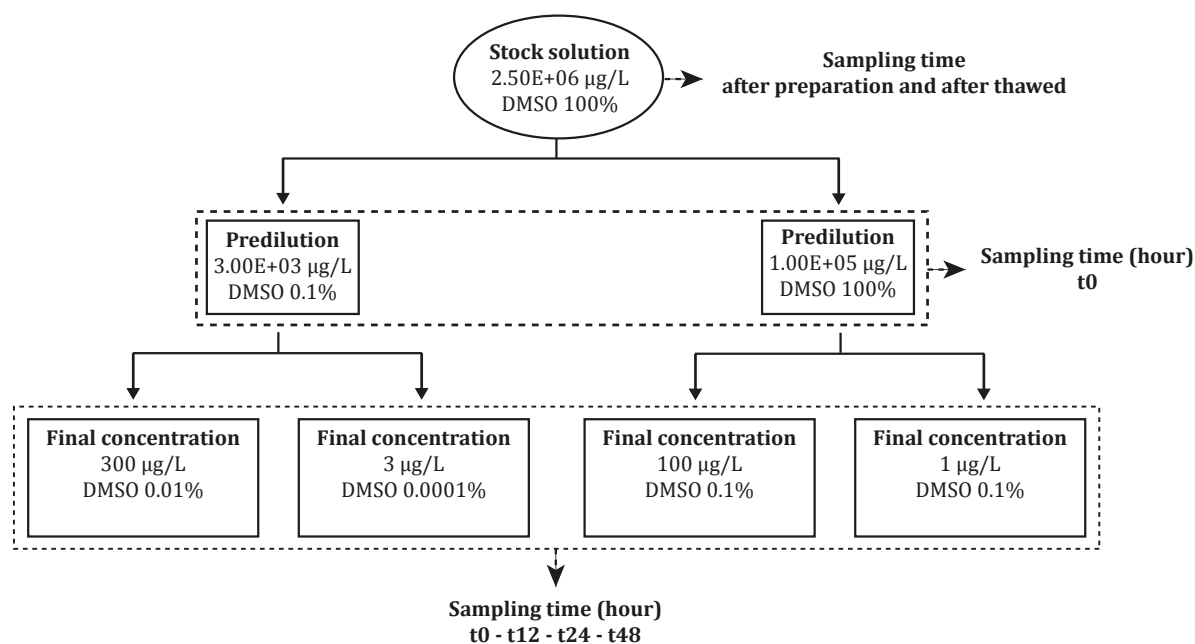 Stock solution
2.50E+06 µg/L
DMSO 100%
Sampling time
after preparation and after thawed
Predilution
3.00E+03 µg/L
DMSO 0.1%
Predilution
1.00E+05 µg/L
DMSO 100%
Sampling time (hour)
t0
Final concentration
300 µg/L
DMSO 0.01%
Final concentration
3 µg/L
DMSO 0.0001%
Final concentration
100 µg/L
DMSO 0.1%
Final concentration
1 µg/L
DMSO 0.1%
Sampling time (hour)
t0 - t12 - t24 - t48